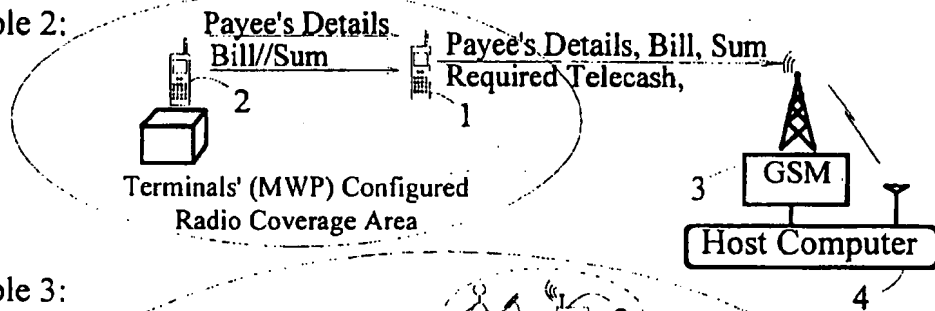 ple 2:
Payee's Details
Bill//Sum
2
1
Payee's Details, Bill, Sum
Required Telecash,
Terminals' (MWP) Configured
Radio Coverage Area
3
GSM
Host Computer
4
ple 3: